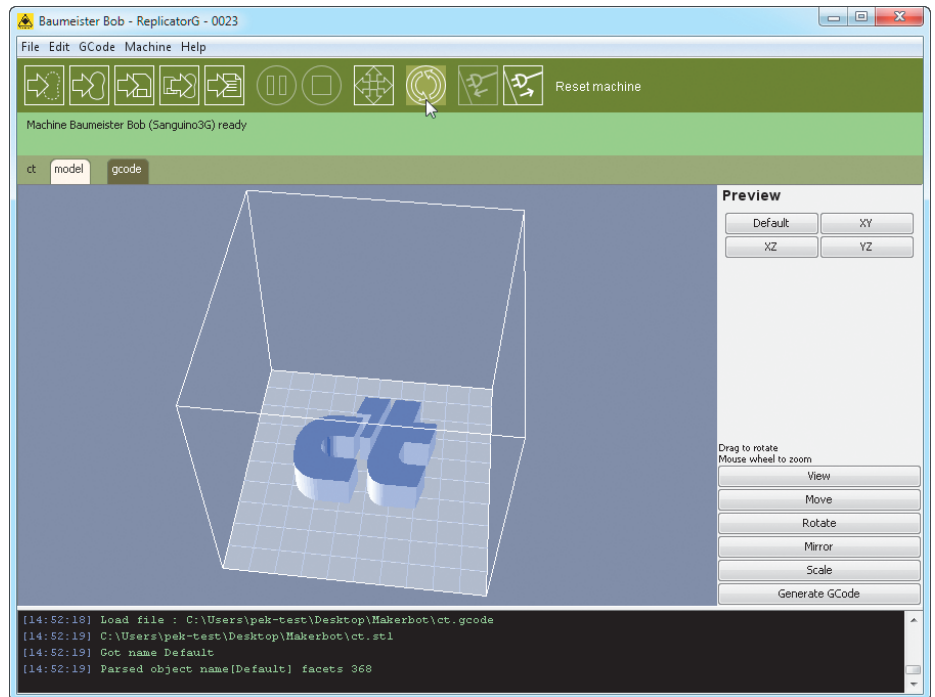 Baumeister Bob - ReplicatorG - 0023
File Edit GCode Machine Help
Reset machine
Machine Baumeister Bob (Sanguino3G) ready
ct model gcode
Preview
Default XY
XZ YZ
Drag to rotate
Mouse wheel to zoom
View
Move
Rotate
Mirror
Scale
Generate GCode
ct
[14:52:18] Load file : C:\Users\pek-test\Desktop\Makerbot\ct.gcode
[14:52:19] C:\Users\pek-test\Desktop\Makerbot\ct.stl
[14:52:19] Got name Default
[14:52:19] Parsed object name[Default] facets 368